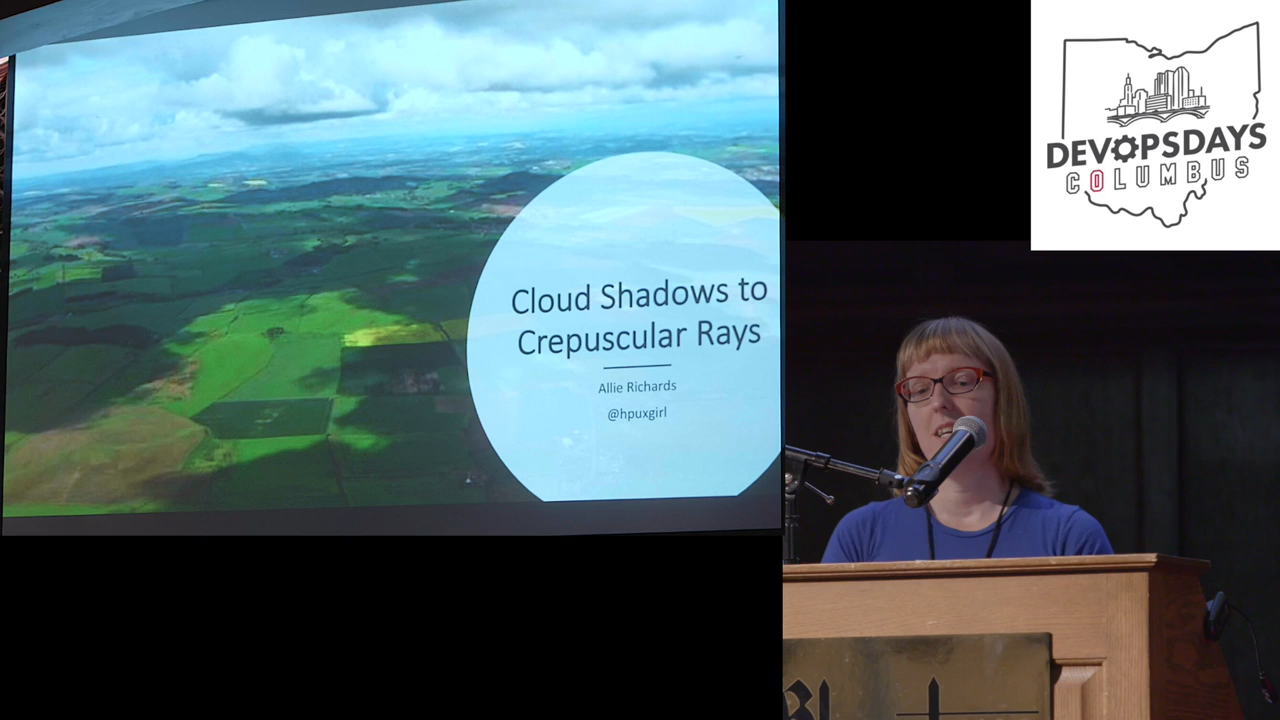 Cloud Shadows to
Crepuscular Rays
Allie Richards
@hpuxgirl
DEVOPSDAYS
COLUMBUS